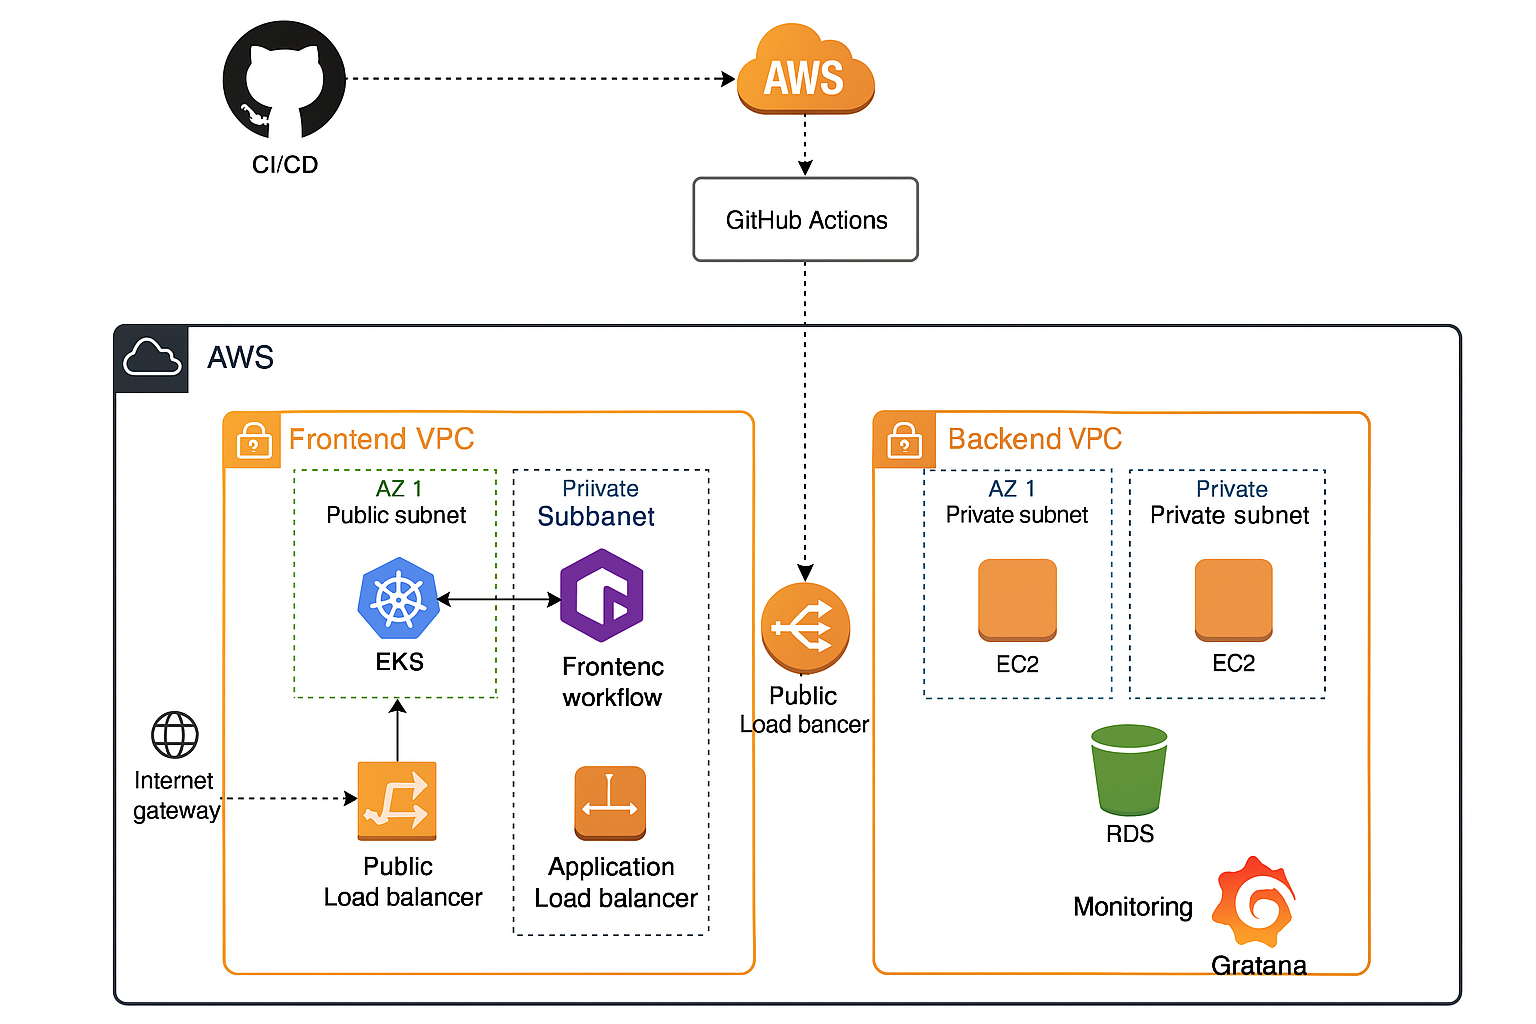 CI/CD
AWS
GitHub Actions
AWS
Frontend VPC
AZ 1
Public subnet
EKS
Priivate
Subbanet
Frontenc
workflow
Internet
gateway
Public
Load balancer
Application
Load balancer
Public
Load bancer
Backend VPC
AZ 1
Private subnet
EC2
Private
Private subnet
EC2
RDS
Monitoring
Gratana